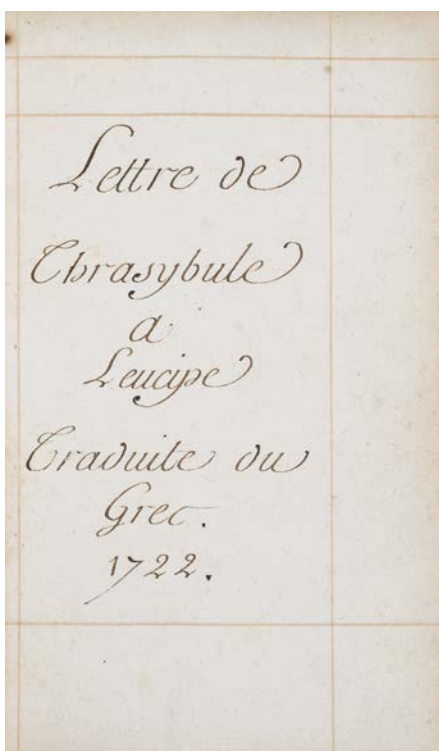 Lettre de
Thrasybule
a
Leucipe
Traduite du
Grec.
1722.